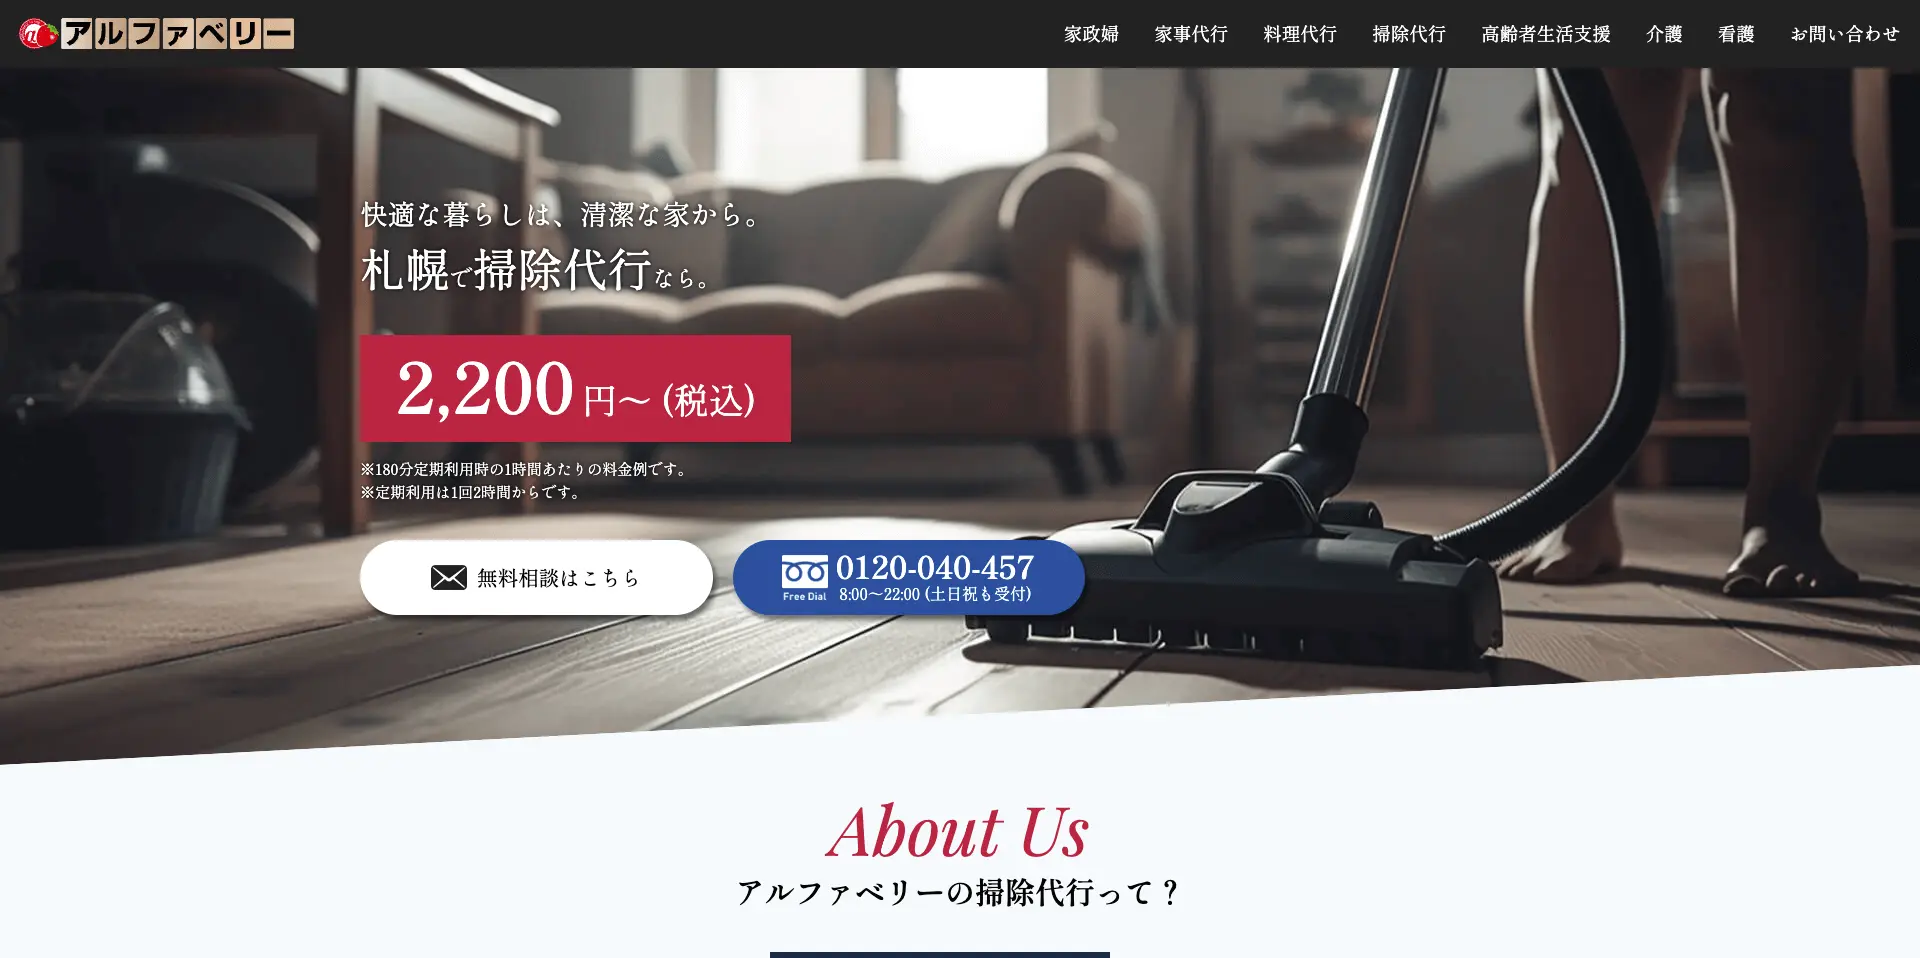 アルファベリー
家政婦 家事代行 料理代行 掃除代行 高齢者生活支援 介護 看護 お問い合わせ
快適な暮らしは、清潔な家から。
札幌で掃除代行なら。
2,200円〜 (税込)
※180分定期利用時の1時間あたりの料金例です。
※定期利用は1回2時間からです。
無料相談はこちら
0120-040-457
Free Dial 8:00〜22:00 (土日祝も受付)
About Us
アルファベリーの掃除代行って？